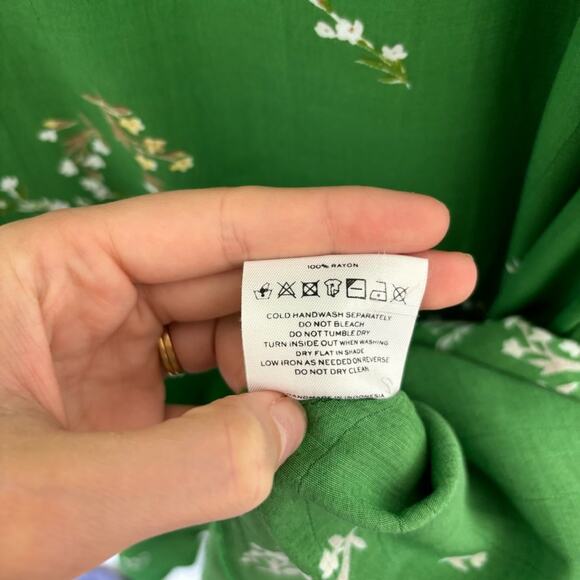 100% RAYON
COLD HANDWASH SEPARATELY
DO NOT BLEACH
DO NOT TUMBLE DRY
TURN INSIDE OUT WHEN WASHING
DRY FLAT IN SHADE
LOW IRON AS NEEDED ON REVERSE
DO NOT DRY CLEAN
HANDMADE IN INDONESIA